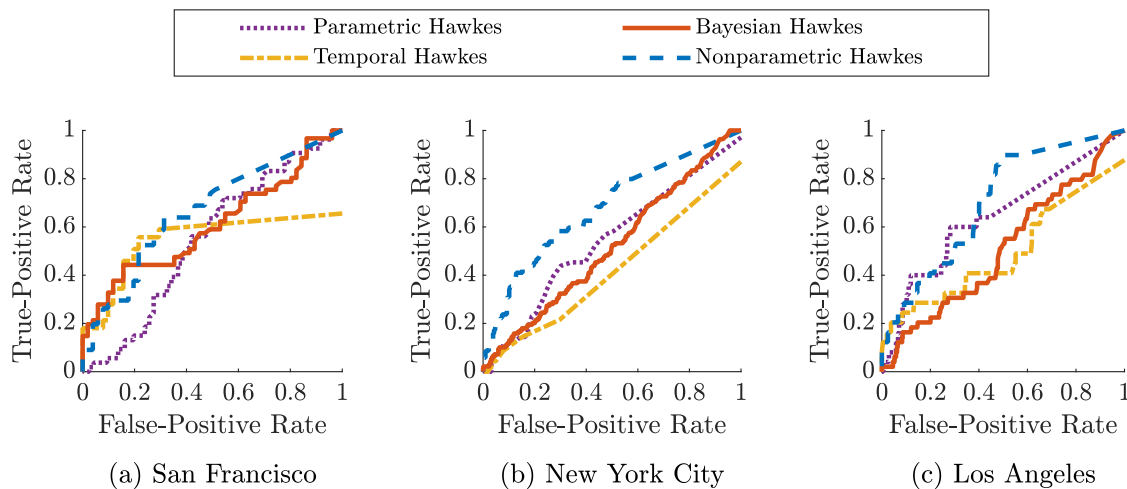 Parametric Hawkes Bayesian Hawkes
Temporal Hawkes Nonparametric Hawkes
True-Positive Rate
1
0.8
0.6
0.4
0.2
0
0 0.2 0.4 0.6 0.8 1
False-Positive Rate
(a) San Francisco
True-Positive Rate
1
0.8
0.6
0.4
0.2
0
0 0.2 0.4 0.6 0.8 1
False-Positive Rate
(b) New York City
True-Positive Rate
1
0.8
0.6
0.4
0.2
0
0 0.2 0.4 0.6 0.8 1
False-Positive Rate
(c) Los Angeles